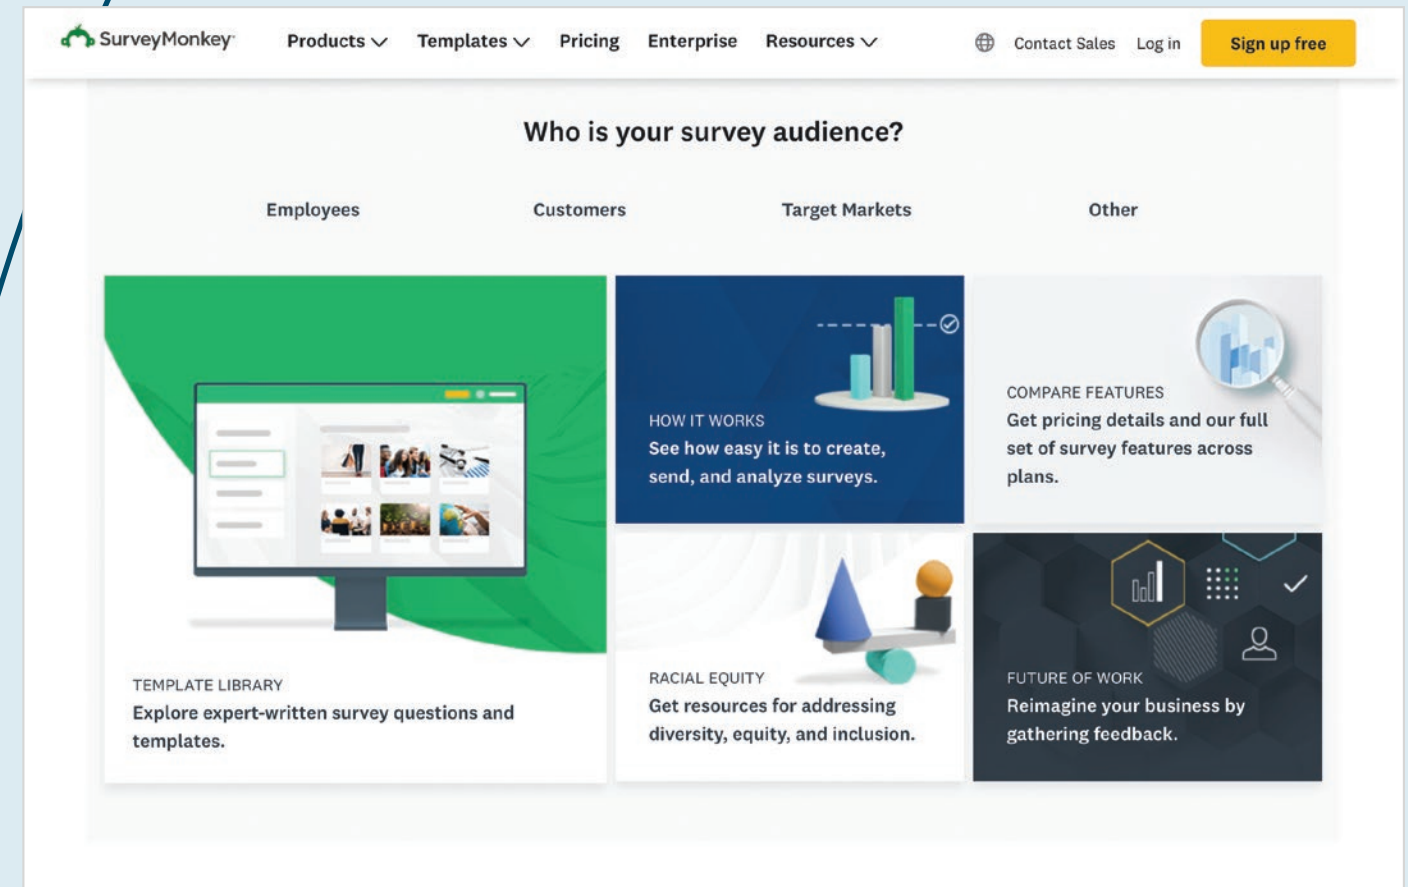 SurveyMonkey
Products
Templates
Pricing
Enterprise
Resources
Contact Sales
Log in
Sign up free
Who is your survey audience?
Employees
Customers
Target Markets
Other
TEMPLATE LIBRARY
Explore expert-written survey questions and
templates.
HOW IT WORKS
See how easy it is to create,
send, and analyze surveys.
COMPARE FEATURES
Get pricing details and our full
set of survey features across
plans.
RACIAL EQUITY
Get resources for addressing
diversity, equity, and inclusion.
FUTURE OF WORK
Reimagine your business by
gathering feedback.